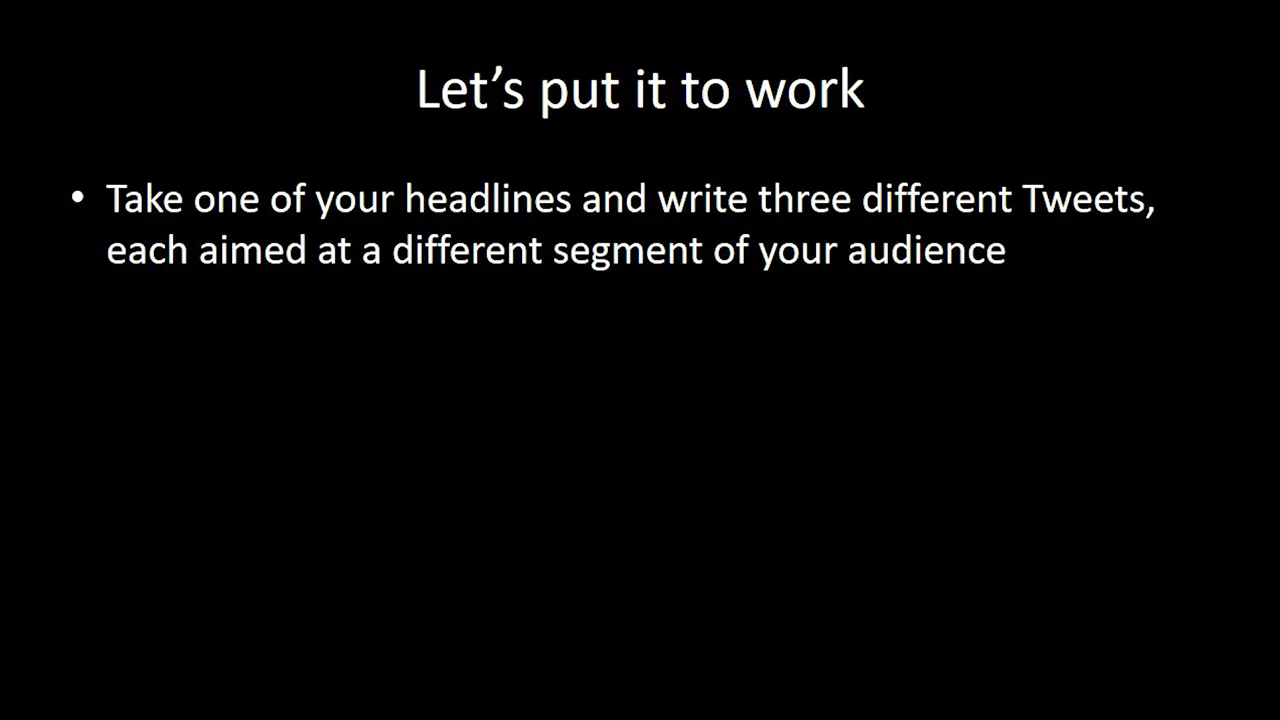 Let’s put it to work
• Take one of your headlines and write three different Tweets,
each aimed at a different segment of your audience